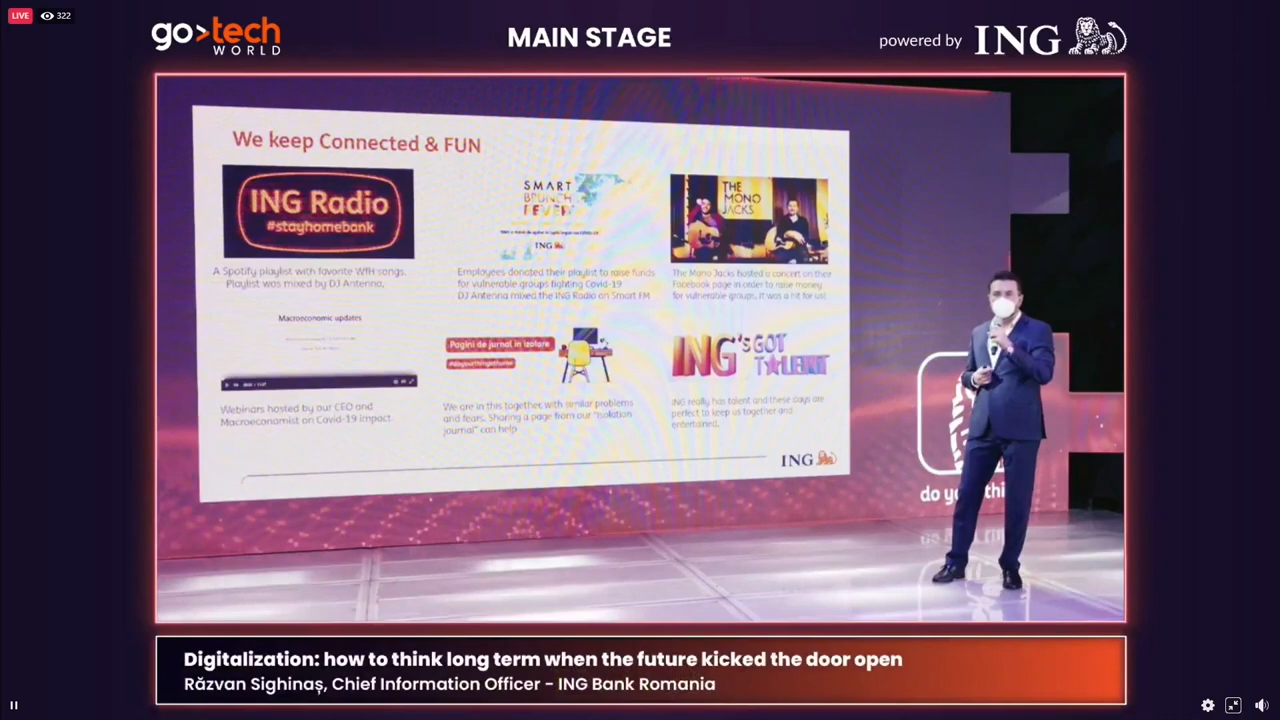 LIVE 322
go>tech
WORLD
MAIN STAGE
powered by ING
We keep Connected & FUN
ING Radio
#stayhomebank
A Spotify playlist with favorite WfH songs.
Playlist was mixed by DJ Antenna.
SMART
BRUNCH
FEVER
ING
Employees donated their playlist to raise funds
for vulnerable groups fighting Covid-19
DJ Antenna mixed the ING Radio on Smart FM
THE
MONO
JACKS
The Mono Jacks hosted a concert on their
Facebook page in order to raise money
for vulnerable groups. It was a hit for us!
Macroeconomic updates
Webinars hosted by our CEO and
Macroeconomist on Covid-19 impact.
Pagini de jurnal in izolare
#doyourthingathome
We are in this together, with similar problems
and fears. Sharing a page from our "isolation
journal" can help
ING'S GOT
TALENT
ING really has talent and these days are
perfect to keep us together and
entertained.
ING
do yo thi
Digitalization: how to think long term when the future kicked the door open
Răzvan Sighinaș, Chief Information Officer - ING Bank Romania